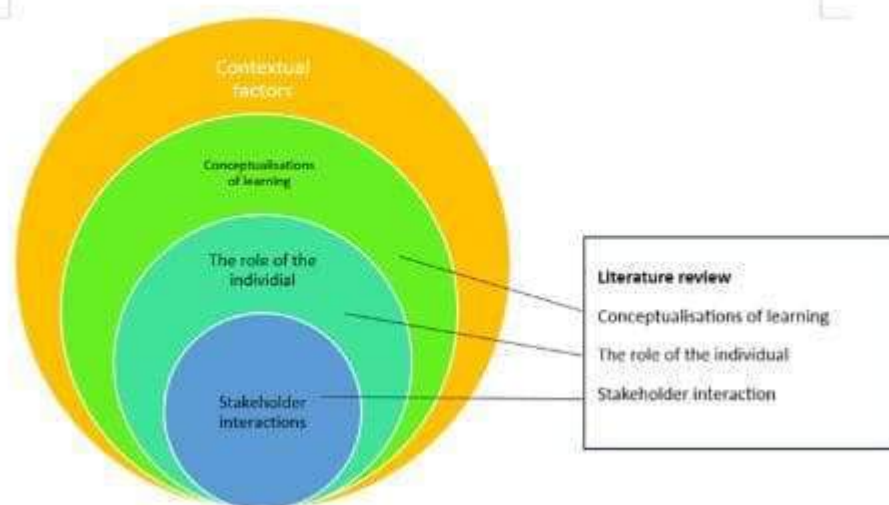 Contextual
factors
Conceptualisations
of learning
The role of the
individial
Stakeholder
interactions
Literature review
Conceptualisations of learning
The role of the individual
Stakeholder interaction